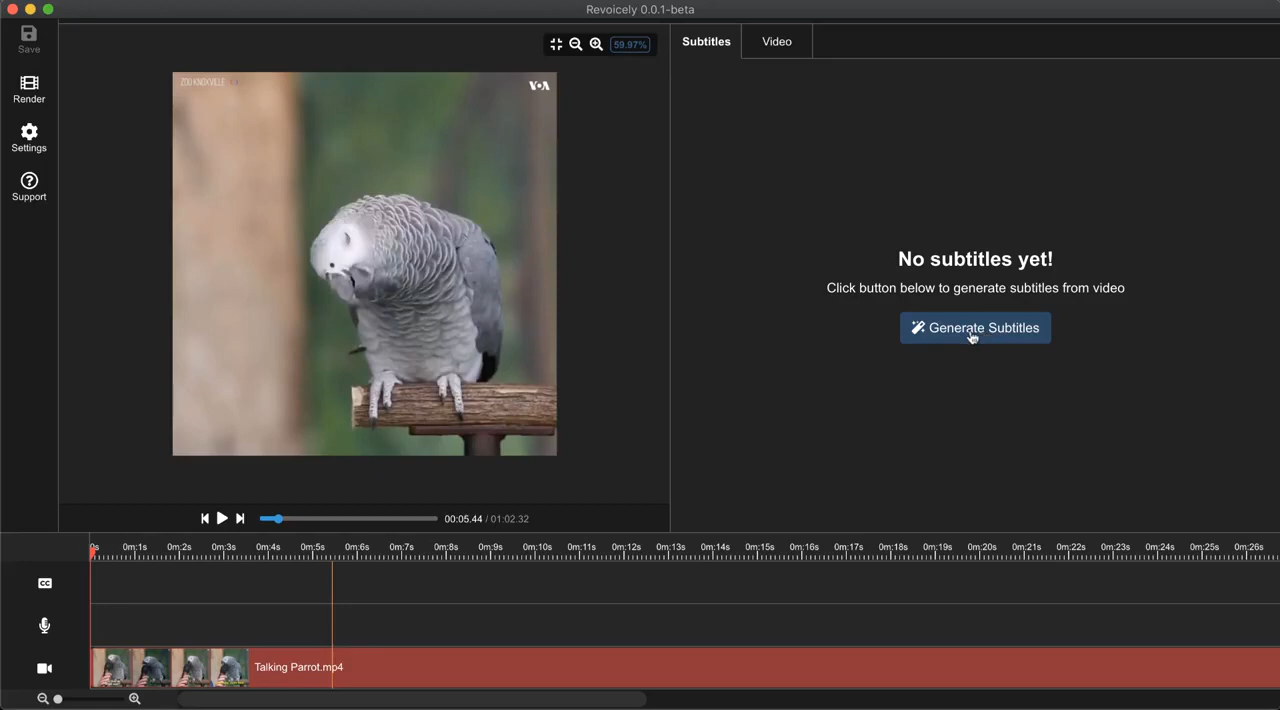 Revoicely 0.0.1-beta
Save
Render
Settings
Support
59.97%
ZOO KNOXVILLE
VOA
00:05.44 / 01:02.32
Subtitles
Video
No subtitles yet!
Click button below to generate subtitles from video
Generate Subtitles
0m:1s 0m:2s 0m:3s 0m:4s 0m:5s 0m:6s 0m:7s 0m:8s 0m:9s 0m:10s 0m:11s 0m:12s 0m:13s 0m:14s 0m:15s 0m:16s 0m:17s 0m:18s 0m:19s 0m:20s 0m:21s 0m:22s 0m:23s 0m:24s 0m:25s 0m:26s
CC
Talking Parrot.mp4